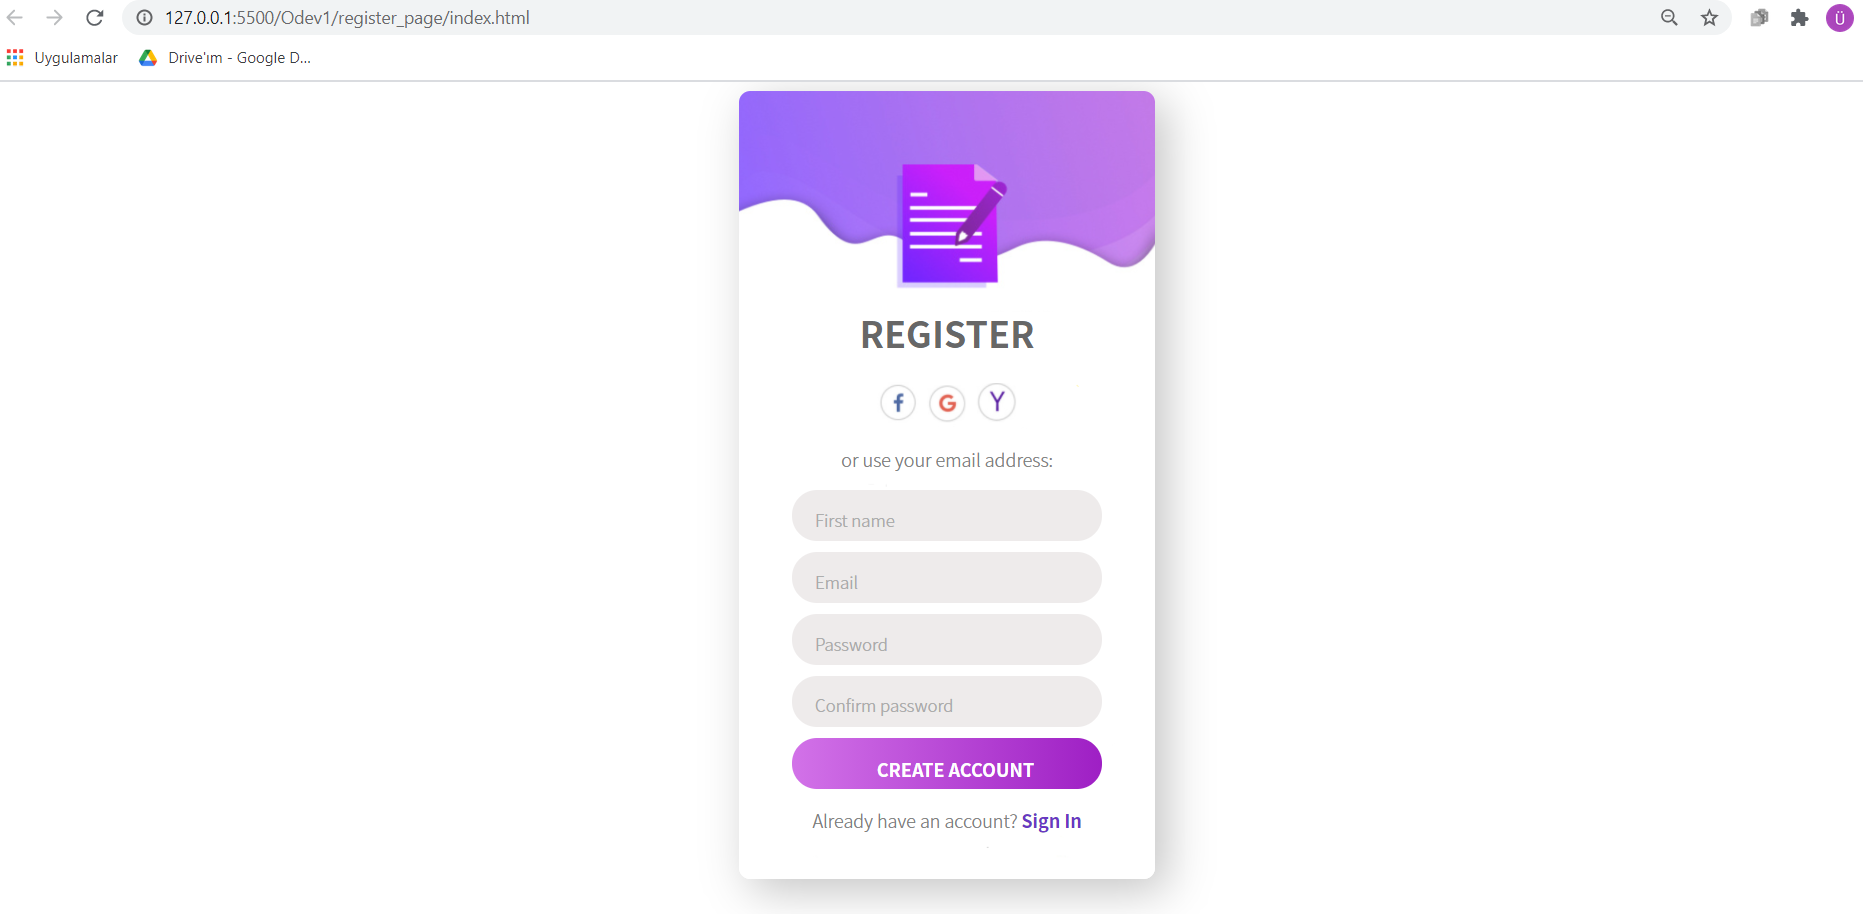 127.0.0.1:5500/Odev1/register_page/index.html
Ü
Uygulamalar
Drive'ım - Google D...
REGISTER
f G Y
or use your email address:
First name
Email
Password
Confirm password
CREATE ACCOUNT
Already have an account? Sign In